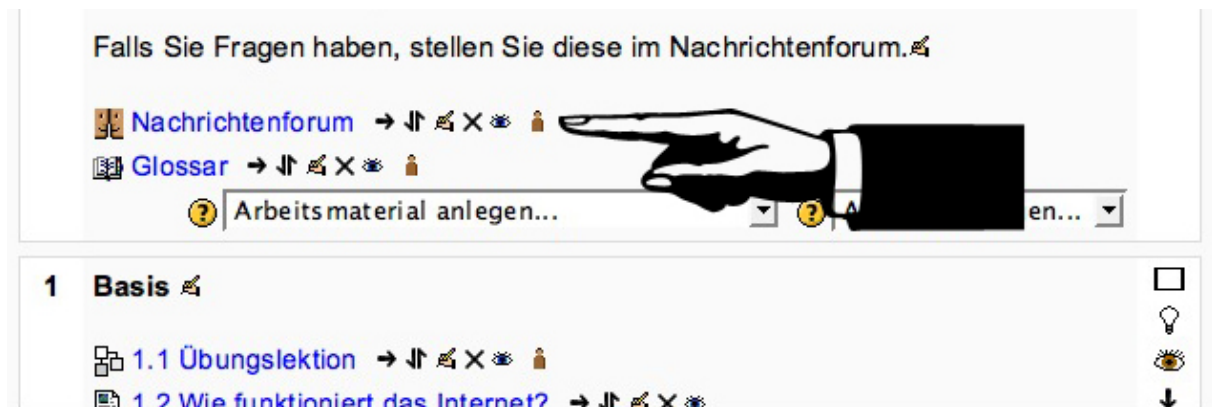 Falls Sie Fragen haben, stellen Sie diese im Nachrichtenforum.
Nachrichtenforum
Glossar
? Arbeitsmaterial anlegen... ? A en...
1 Basis
1.1 Übungslektion
1.2 Wie funktioniert das Internet?